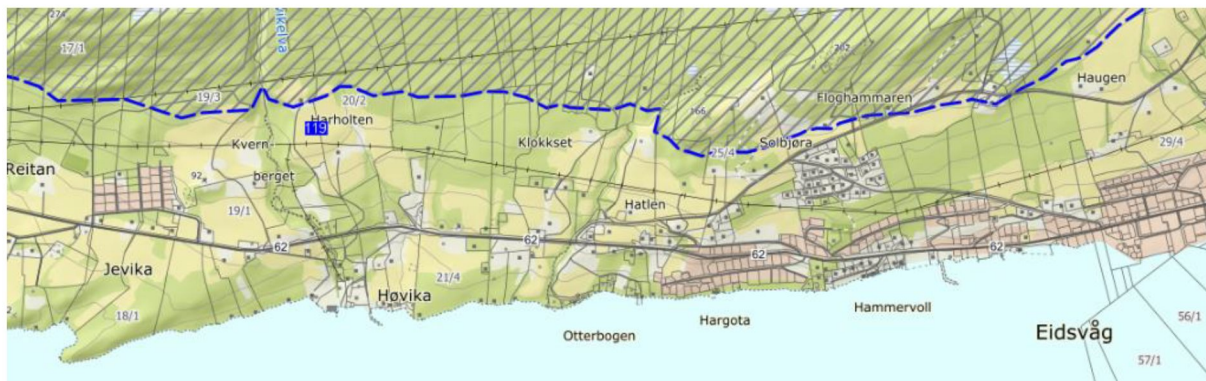 274
17/1
ikelva
202
Haugen
19/3
20/2
166
Floghammaren
119
Harholten
Kvern-
berget
Klokkset
Solbjøra
25/4
29/4
Reitan
92
19/1
Hatlen
62
62
62
62
Jevika
21/4
Høvika
18/1
Otterbogen
Hargota
Hammervoll
Eidsvåg
56/1
57/1